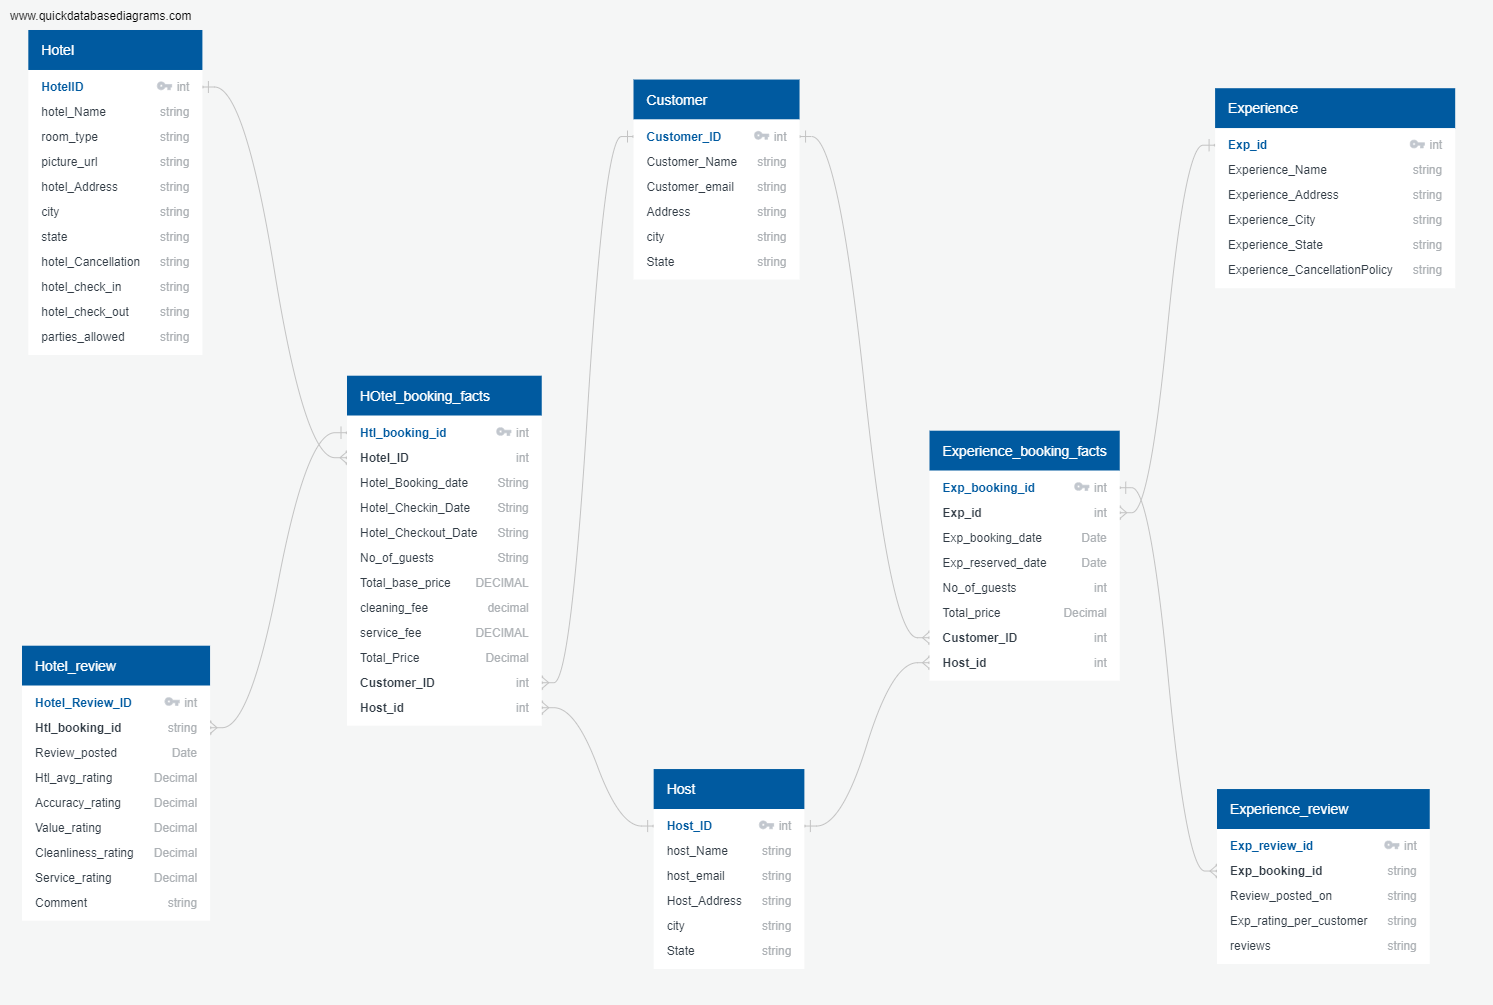 www.quickdatabasediagrams.com
Hotel
HotelID int
hotel_Name string
room_type string
picture_url string
hotel_Address string
city string
state string
hotel_Cancellation string
hotel_check_in string
hotel_check_out string
parties_allowed string
Customer
Customer_ID int
Customer_Name string
Customer_email string
Address string
city string
State string
Experience
Exp_id int
Experience_Name string
Experience_Address string
Experience_City string
Experience_State string
Experience_CancellationPolicy string
HOtel_booking_facts
Htl_booking_id int
Hotel_ID int
Hotel_Booking_date String
Hotel_Checkin_Date String
Hotel_Checkout_Date String
No_of_guests String
Total_base_price DECIMAL
cleaning_fee decimal
service_fee DECIMAL
Total_Price Decimal
Customer_ID int
Host_id int
Experience_booking_facts
Exp_booking_id int
Exp_id int
Exp_booking_date Date
Exp_reserved_date Date
No_of_guests int
Total_price Decimal
Customer_ID int
Host_id int
Hotel_review
Hotel_Review_ID int
Htl_booking_id string
Review_posted Date
Htl_avg_rating Decimal
Accuracy_rating Decimal
Value_rating Decimal
Cleanliness_rating Decimal
Service_rating Decimal
Comment string
Host
Host_ID int
host_Name string
host_email string
Host_Address string
city string
State string
Experience_review
Exp_review_id int
Exp_booking_id string
Review_posted_on string
Exp_rating_per_customer string
reviews string